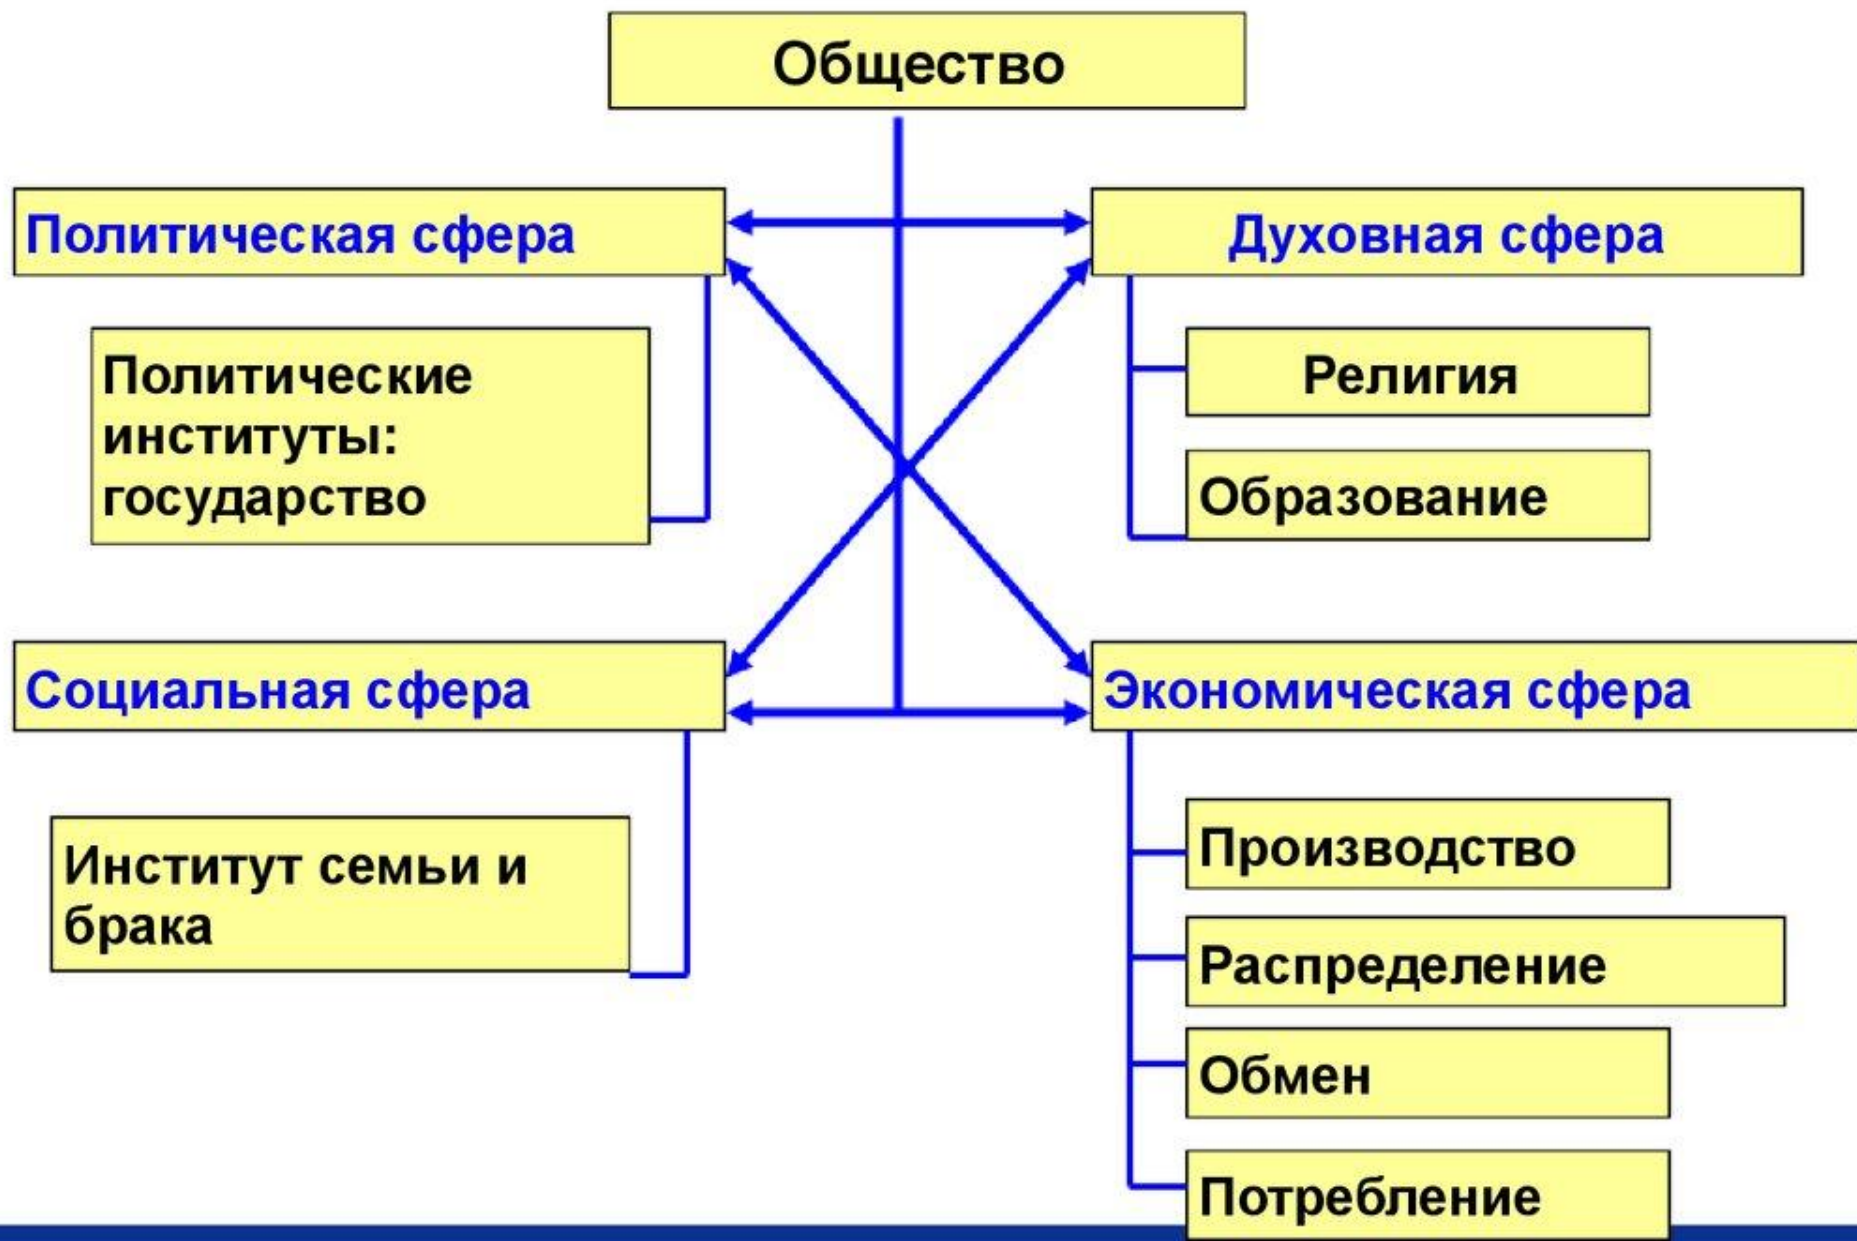 Общество
Политическая сфера
Духовная сфера
Политические
институты:
государство
Религия
Образование
Социальная сфера
Экономическая сфера
Институт семьи и
брака
Производство
Распределение
Обмен
Потребление